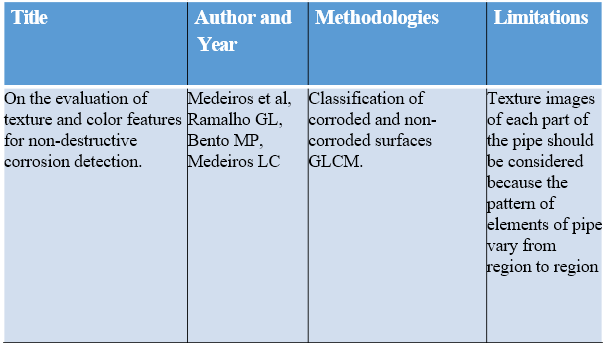 Title
Author and
Year
Methodologies
Limitations
On the evaluation of
texture and color features
for non-destructive
corrosion detection.
Medeiros et al,
Ramalho GL,
Bento MP,
Medeiros LC
Classification of
corroded and non-
corroded surfaces
GLCM.
Texture images
of each part of
the pipe should
be considered
because the
pattern of
elements of pipe
vary from
region to region